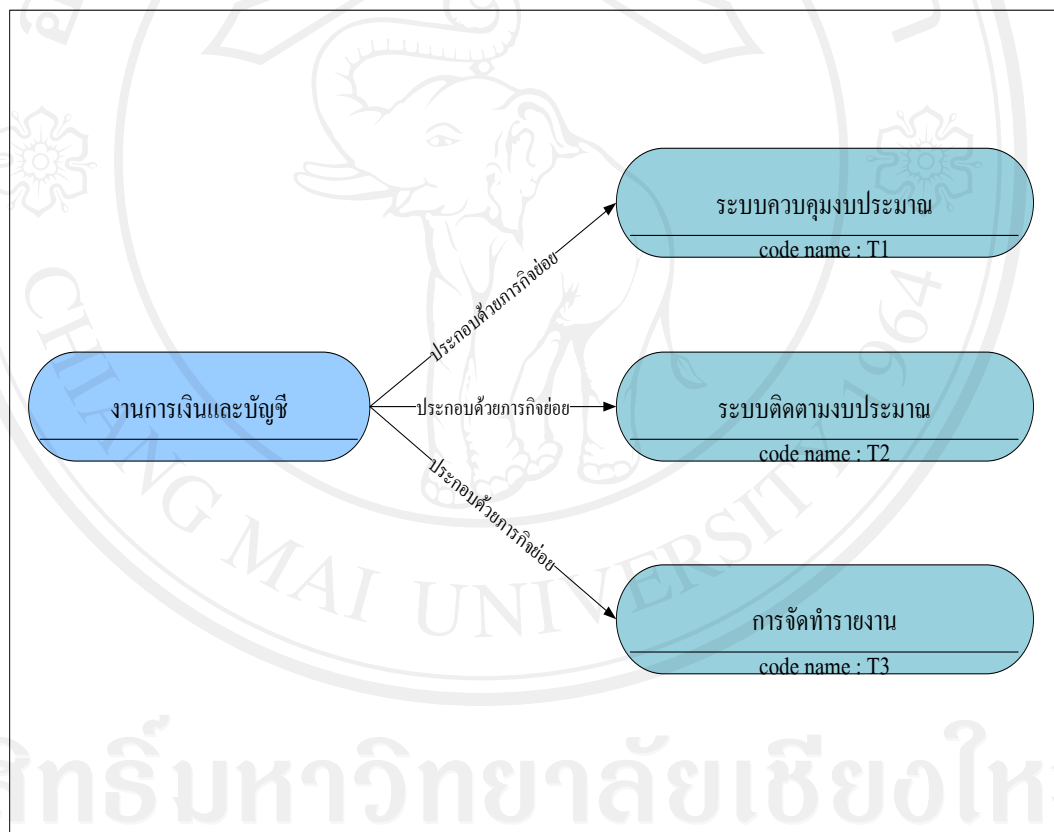 ระบบควบคุมงบประมาณ
code name : T1
ประกอบด้วยภารกิจย่อย
งานการเงินและบัญชี
ประกอบด้วยภารกิจย่อย
ระบบติดตามงบประมาณ
code name : T2
ประกอบด้วยภารกิจย่อย
การจัดทำรายงาน
code name : T3
CHIANG MAI UNIVERSITY 1964
สิทธิ์มหาวิทยาลัยเชียงให